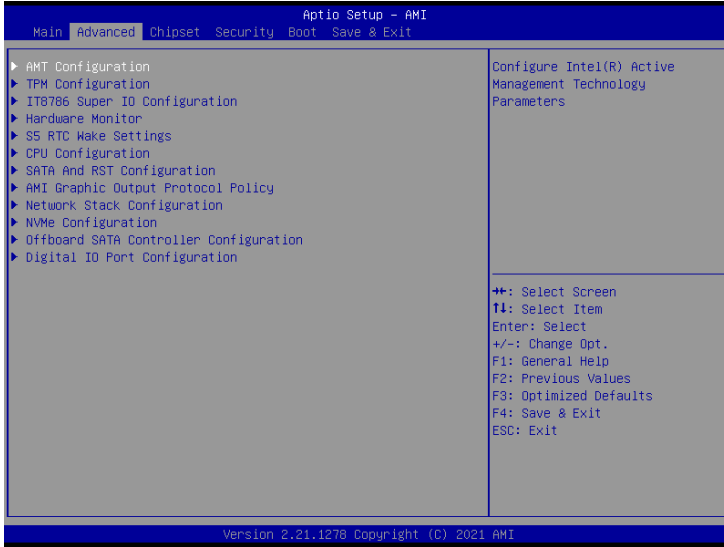 Aptio Setup – AMI
Main Advanced Chipset Security Boot Save & Exit
▶ AMT Configuration
▶ TPM Configuration
▶ IT8786 Super IO Configuration
▶ Hardware Monitor
▶ S5 RTC Wake Settings
▶ CPU Configuration
▶ SATA And RST Configuration
▶ AMI Graphic Output Protocol Policy
▶ Network Stack Configuration
▶ NVMe Configuration
▶ Offboard SATA Controller Configuration
▶ Digital IO Port Configuration
Configure Intel(R) Active
Management Technology
Parameters
→←: Select Screen
↑↓: Select Item
Enter: Select
+/-: Change Opt.
F1: General Help
F2: Previous Values
F3: Optimized Defaults
F4: Save & Exit
ESC: Exit
Version 2.21.1278 Copyright (C) 2021 AMI